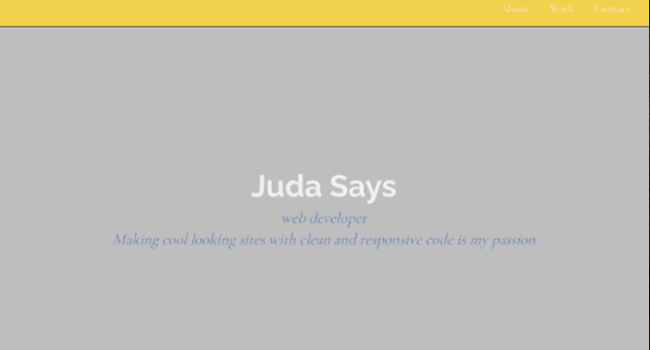 About Work Contact
Juda Says
web developer
Making cool looking sites with clean and responsive code is my passion